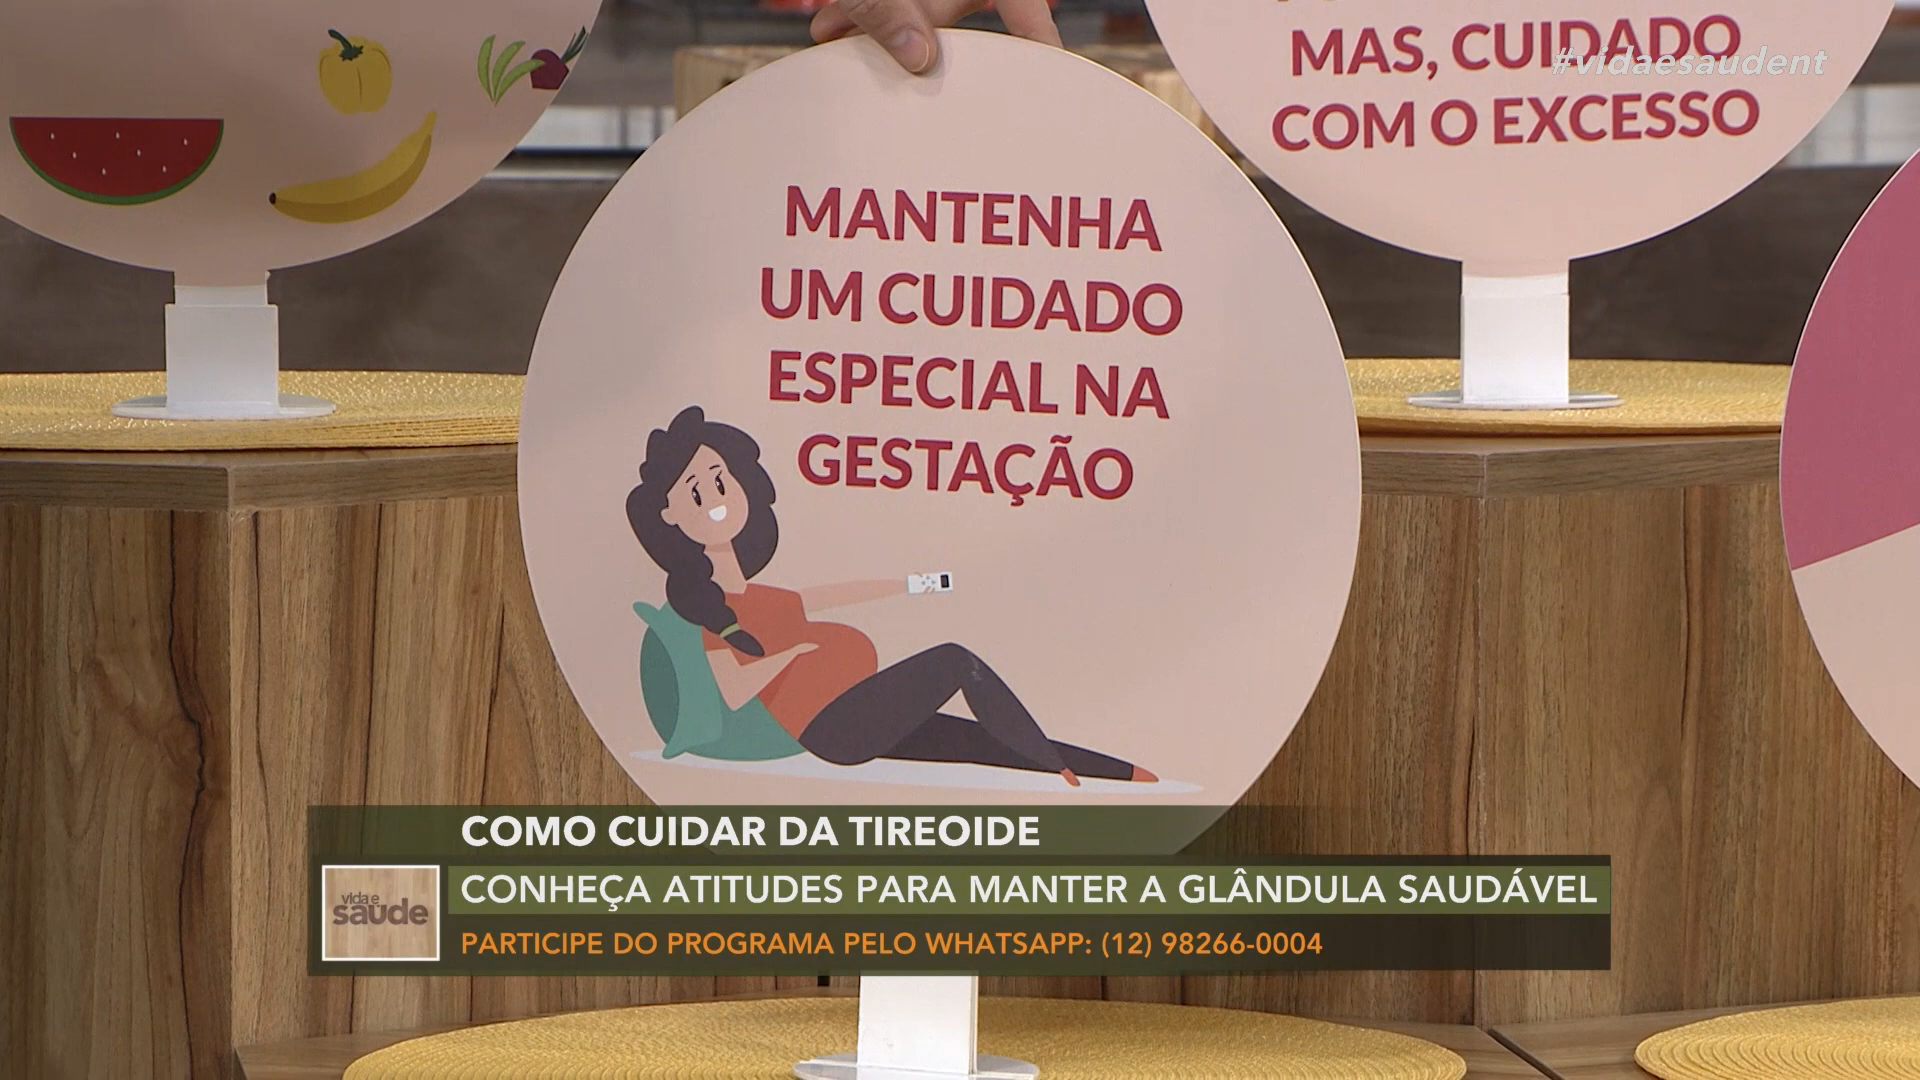 MAS, CUIDADO
COM O EXCESSO
#vidaesaudent
MANTENHA
UM CUIDADO
ESPECIAL NA
GESTAÇÃO
COMO CUIDAR DA TIREOIDE
vida e
saúde
CONHEÇA ATITUDES PARA MANTER A GLÂNDULA SAUDÁVEL
PARTICIPE DO PROGRAMA PELO WHATSAPP: (12) 98266-0004